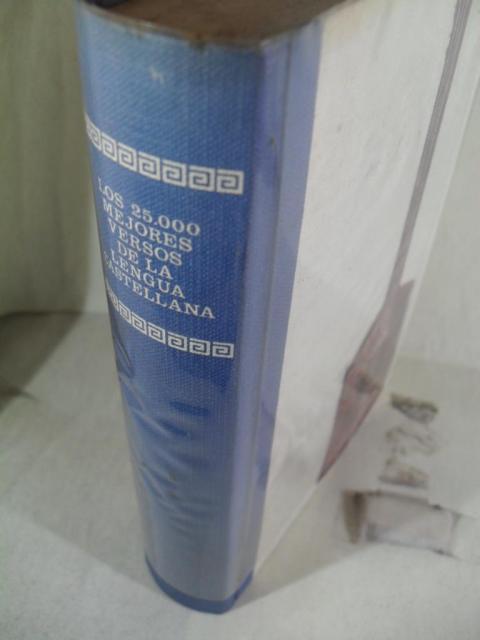 LOS 25.000
MEJORES
VERSOS
DE LA
LENGUA
CASTELLANA